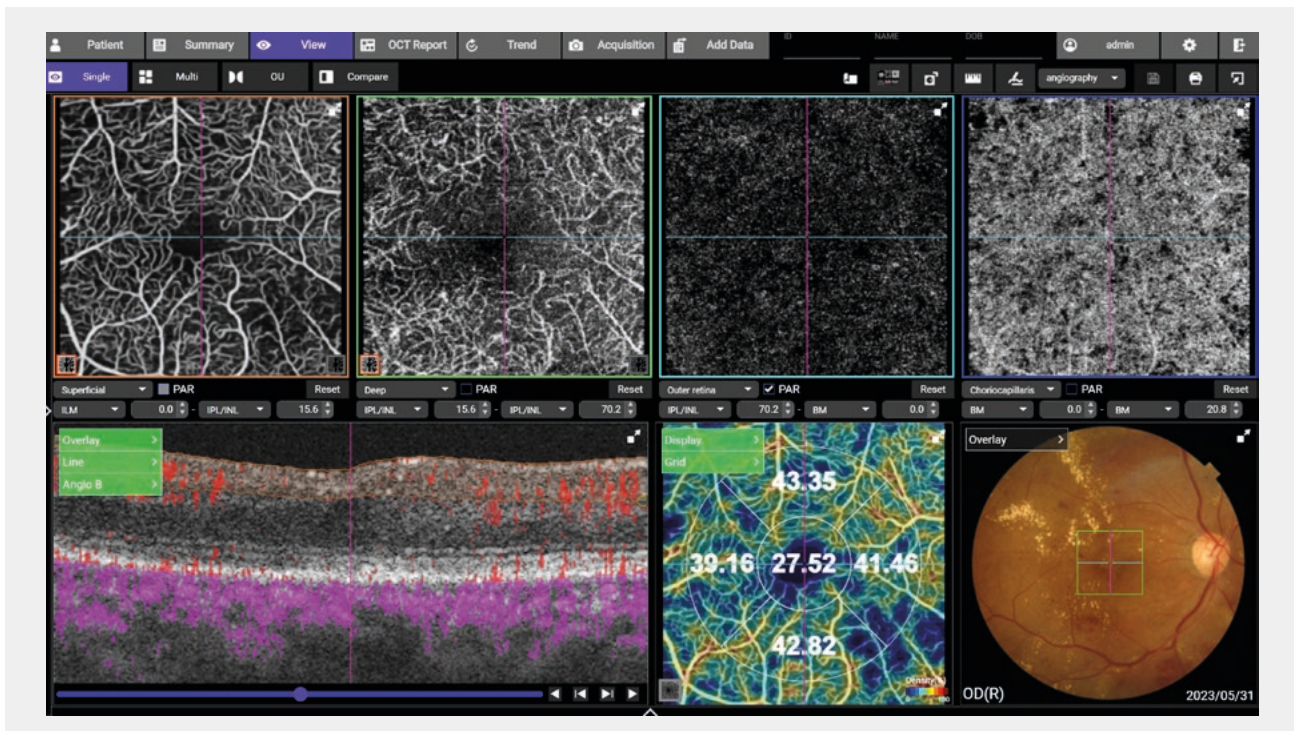 Patient Summary View OCT Report Trend Acquisition Add Data ID NAME DOB admin
Single Multi OU Compare angiography
Superficial PAR Reset Deep PAR Reset Outer retina PAR Reset Choriocapillaris PAR Reset
ILM 0.0 - IPL/INL 15.6 IPL/INL 15.6 - IPL/INL 70.2 IPL/INL 70.2 - BM 0.0 BM 0.0 - BM 20.8
Overlay
Line
Angio B
Display
Grid
43.35
39.16 27.52 41.46
42.82
Density(%)
0 100
Overlay
OD(R) 2023/05/31